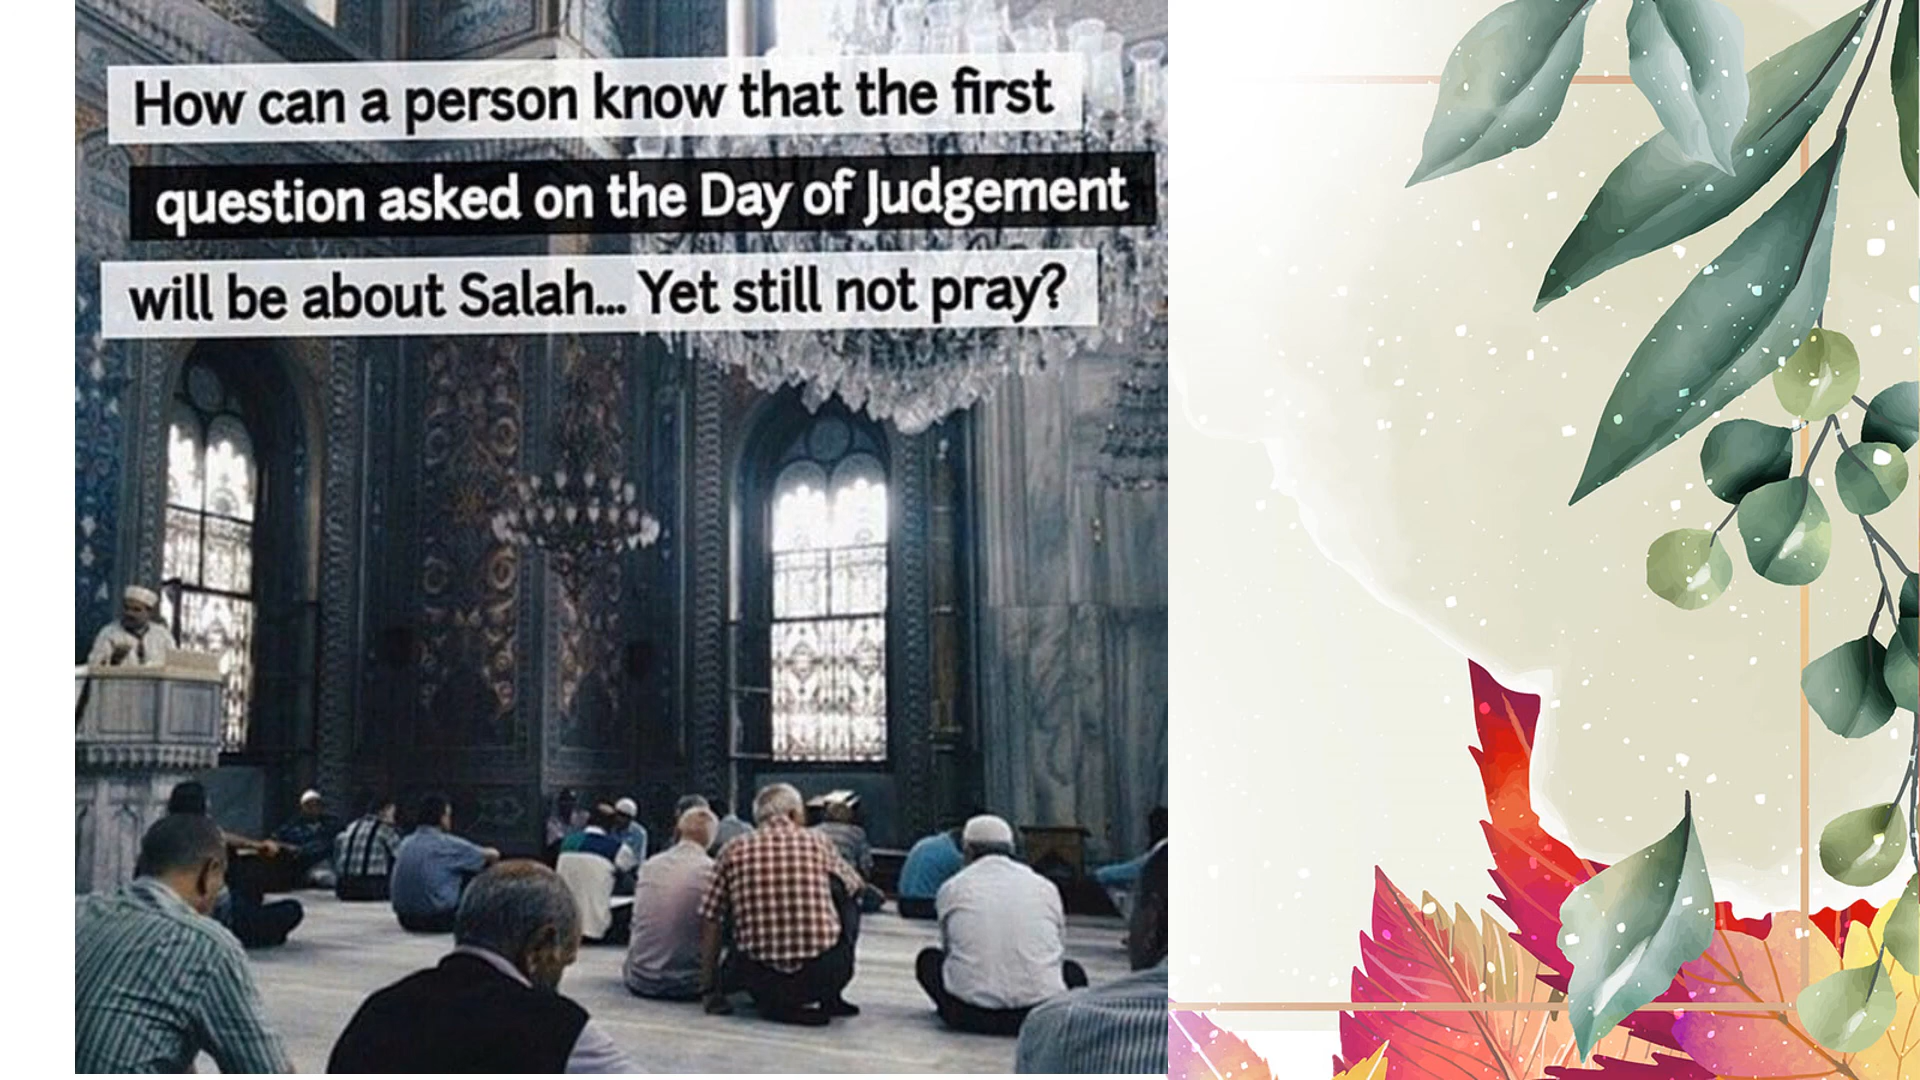 How can a person know that the first
question asked on the Day of Judgement
will be about Salah... Yet still not pray?